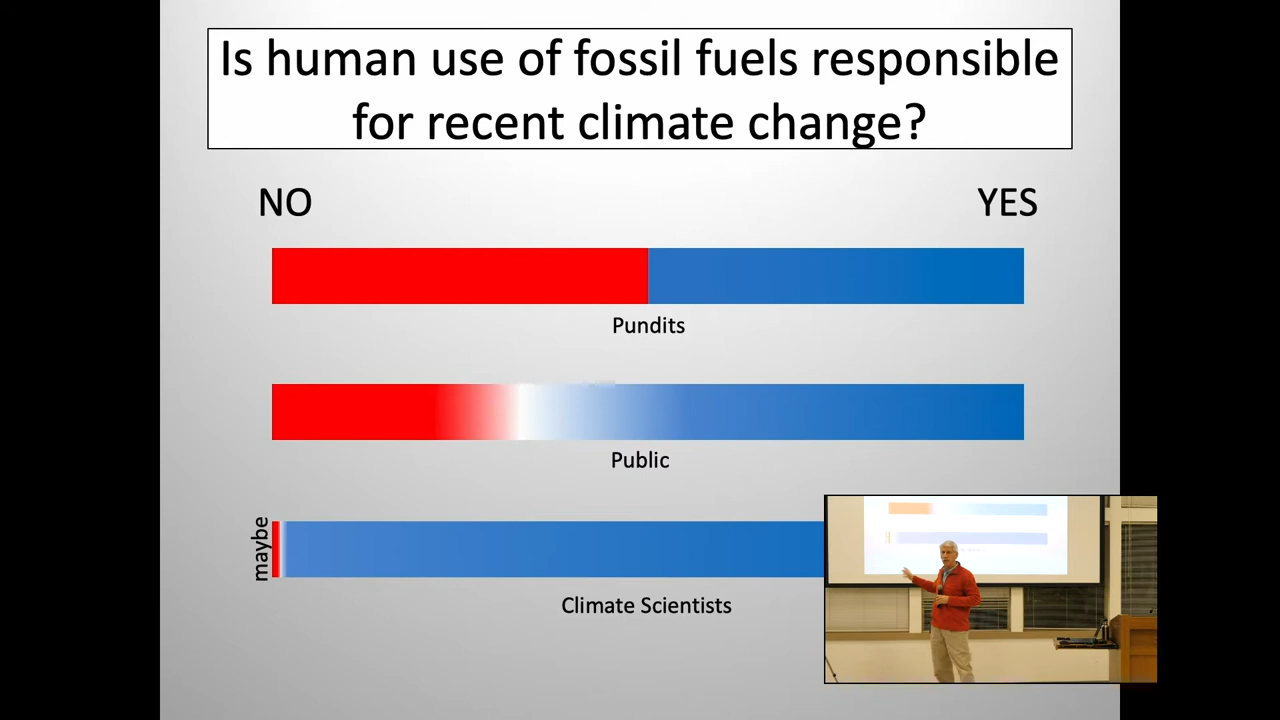 Is human use of fossil fuels responsible
for recent climate change?
NO
YES
Pundits
Public
maybe
Climate Scientists